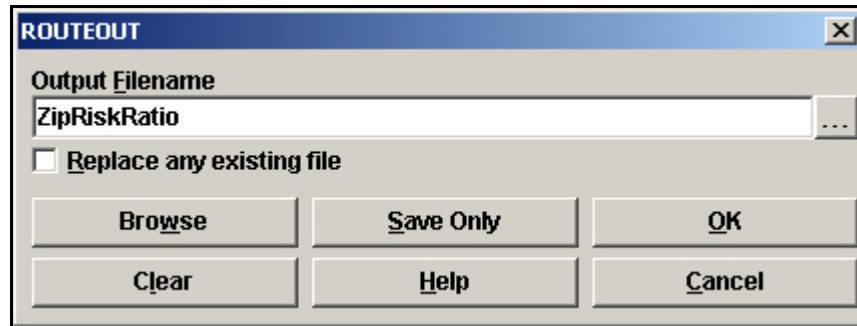 ROUTEOUT
Output Filename
ZipRiskRatio
...
Replace any existing file
Browse Save Only OK
Clear Help Cancel